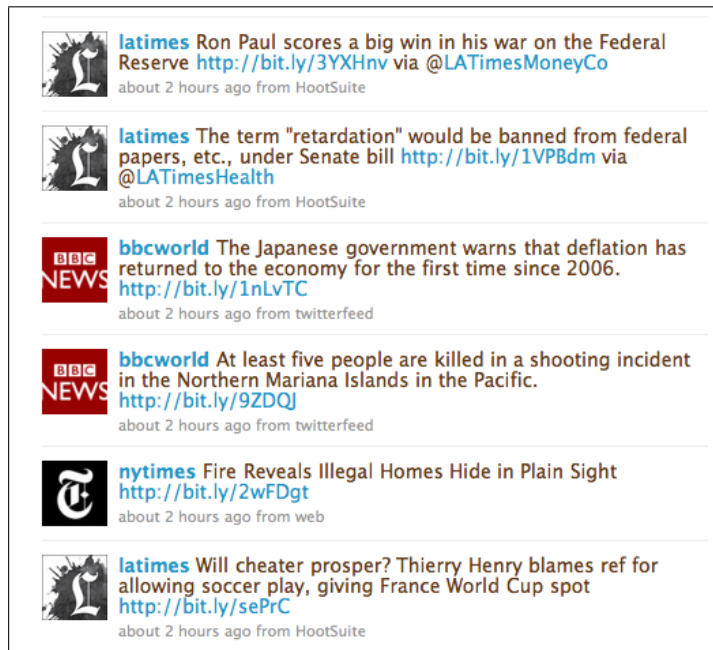 latimes Ron Paul scores a big win in his war on the Federal
Reserve http://bit.ly/3YXHnv via @LATimesMoneyCo
about 2 hours ago from HootSuite
latimes The term "retardation" would be banned from federal
papers, etc., under Senate bill http://bit.ly/1VPBdm via
@LATimesHealth
about 2 hours ago from HootSuite
BBC
NEWS
bbcworld The Japanese government warns that deflation has
returned to the economy for the first time since 2006.
http://bit.ly/1nLvTC
about 2 hours ago from twitterfeed
BBC
NEWS
bbcworld At least five people are killed in a shooting incident
in the Northern Mariana Islands in the Pacific.
http://bit.ly/9ZDQJ
about 2 hours ago from twitterfeed
T
nytimes Fire Reveals Illegal Homes Hide in Plain Sight
http://bit.ly/2wFDgt
about 2 hours ago from web
L
latimes Will cheater prosper? Thierry Henry blames ref for
allowing soccer play, giving France World Cup spot
http://bit.ly/sePrC
about 2 hours ago from HootSuite